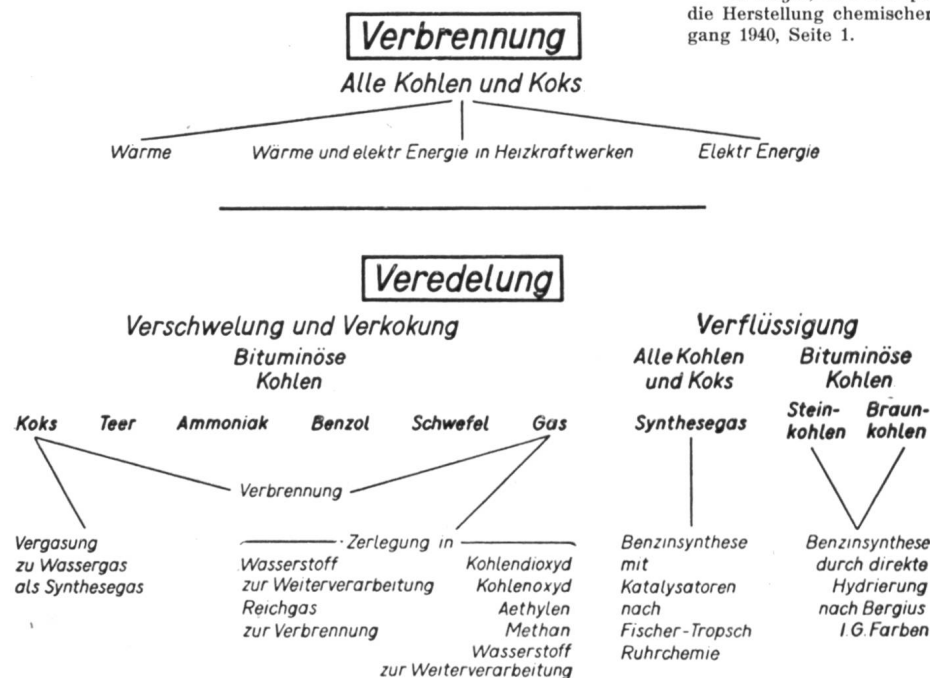 die Herstellung chemischer
gang 1940, Seite 1.
Verbrennung
Alle Kohlen und Koks
Wärme
Wärme und elektr Energie in Heizkraftwerken
Elektr Energie
Veredelung
Verschwelung und Verkokung
Bituminöse
Kohlen
Koks
Teer
Ammoniak
Benzol
Schwefel
Gas
Verbrennung
Vergasung
zu Wassergas
als Synthesegas
Zerlegung in
Wasserstoff
zur Weiterverarbeitung
Reichgas
zur Verbrennung
Kohlendioxyd
Kohlenoxyd
Aethylen
Methan
Wasserstoff
zur Weiterverarbeitung
Verflüssigung
Alle Kohlen
und Koks
Synthesegas
Benzinsynthese
mit
Katalysatoren
nach
Fischer-Tropsch
Ruhrchemie
Bituminöse
Kohlen
Stein-
kohlen
Braun-
kohlen
Benzinsynthese
durch direkte
Hydrierung
nach Bergius
I.G. Farben